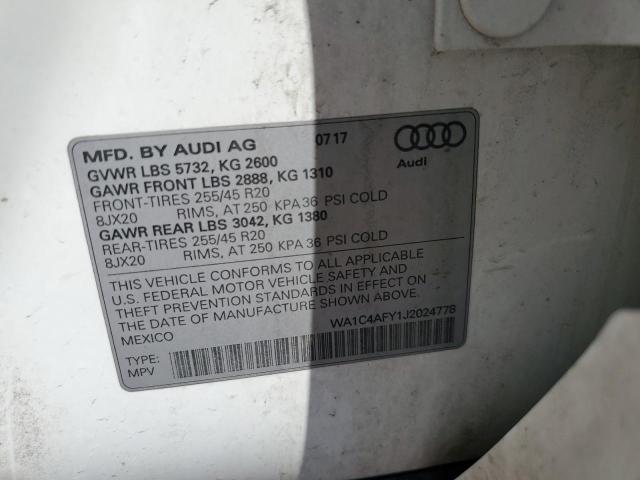 MFD. BY AUDI AG 07 17
GVWR LBS 5732, KG 2600
GAWR FRONT LBS 2888, KG 1310
FRONT-TIRES 255/45 R20
8JX20 RIMS, AT 250 KPA 36 PSI COLD
GAWR REAR LBS 3042, KG 1380
REAR-TIRES 255/45 R20
8JX20 RIMS, AT 250 KPA 36 PSI COLD
Audi
THIS VEHICLE CONFORMS TO ALL APPLICABLE
U.S. FEDERAL MOTOR VEHICLE SAFETY AND
THEFT PREVENTION STANDARDS IN EFFECT ON
THE DATE OF MANUFACTURE SHOWN ABOVE.
MEXICO WA1C4AFY1J2024778
TYPE:
MPV